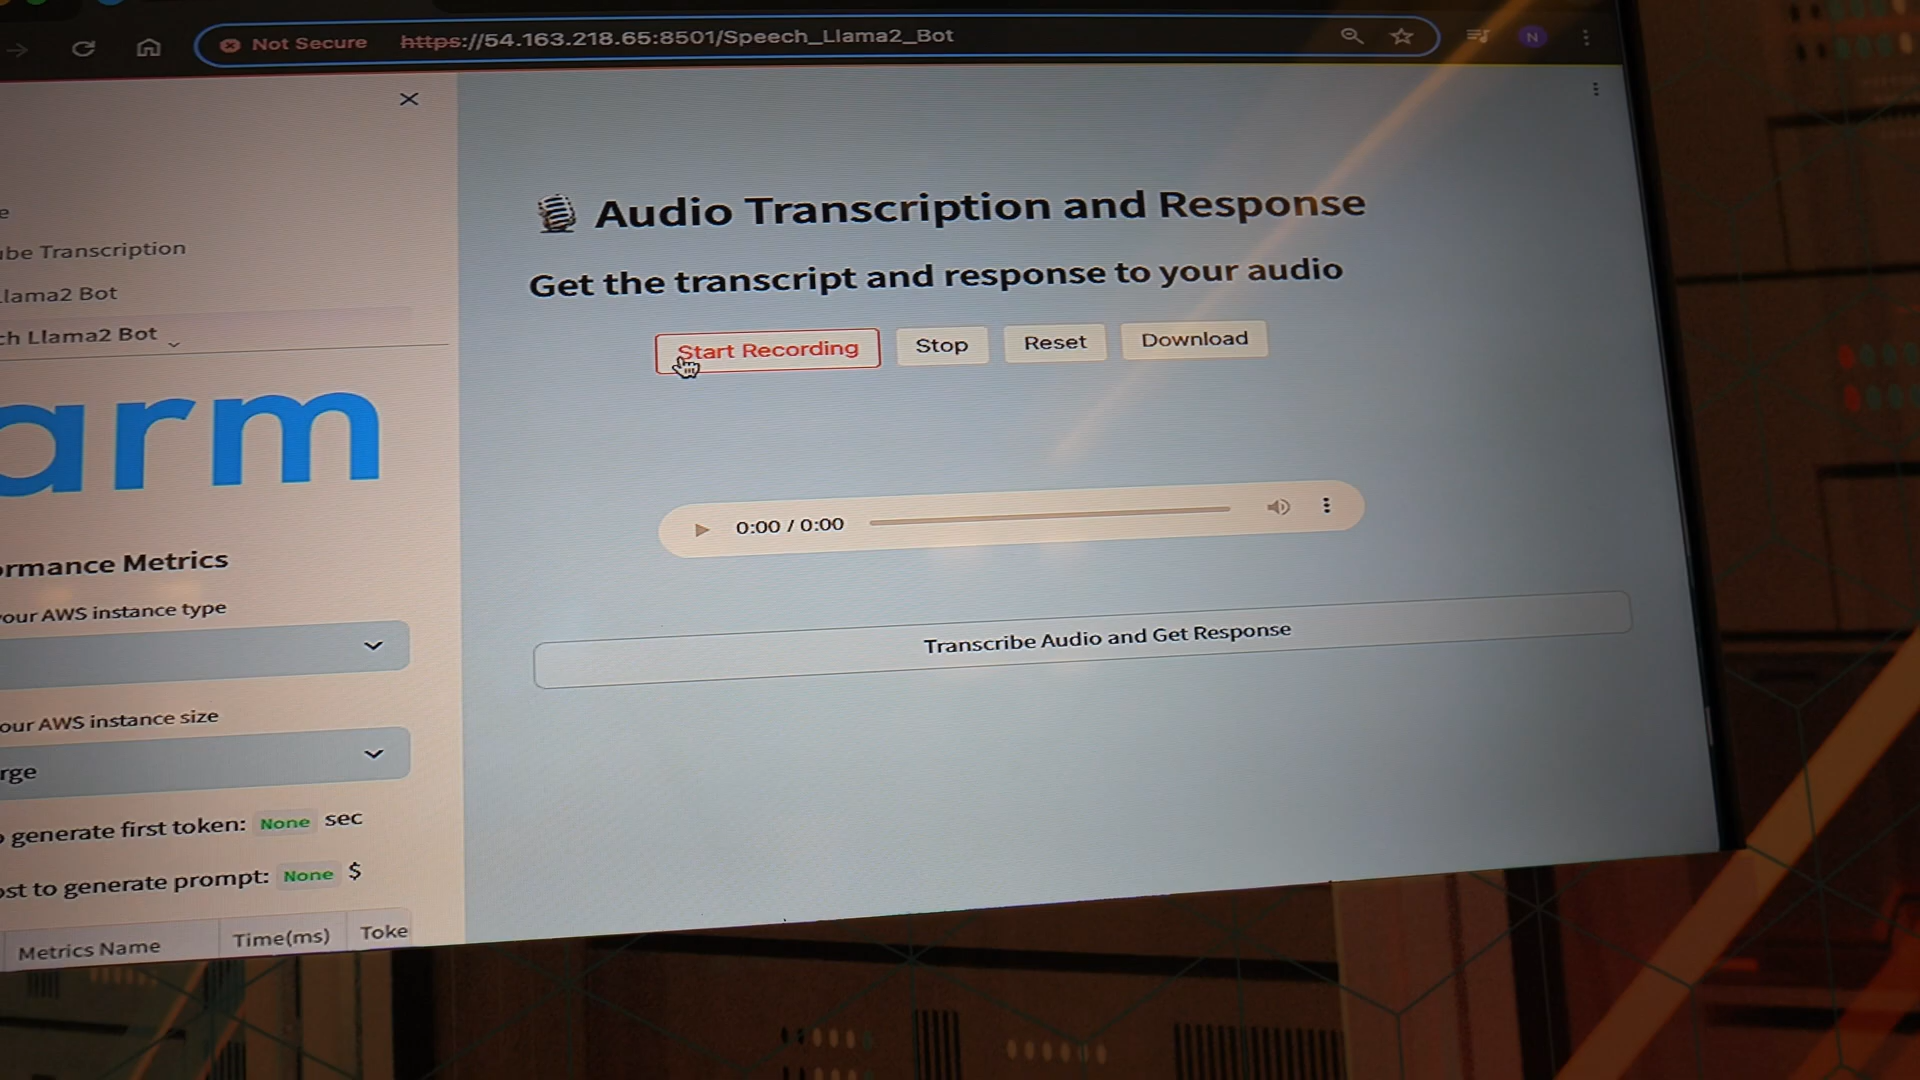 Not Secure https://54.163.218.65:8501/Speech_Llama2_Bot
N
e
be Transcription
lama2 Bot
ch Llama2 Bot
arm
ormance Metrics
our AWS instance type
our AWS instance size
rge
generate first token: None sec
ost to generate prompt: None $
Metrics Name Time(ms) Toke
Audio Transcription and Response
Get the transcript and response to your audio
Start Recording Stop Reset Download
0:00 / 0:00
Transcribe Audio and Get Response